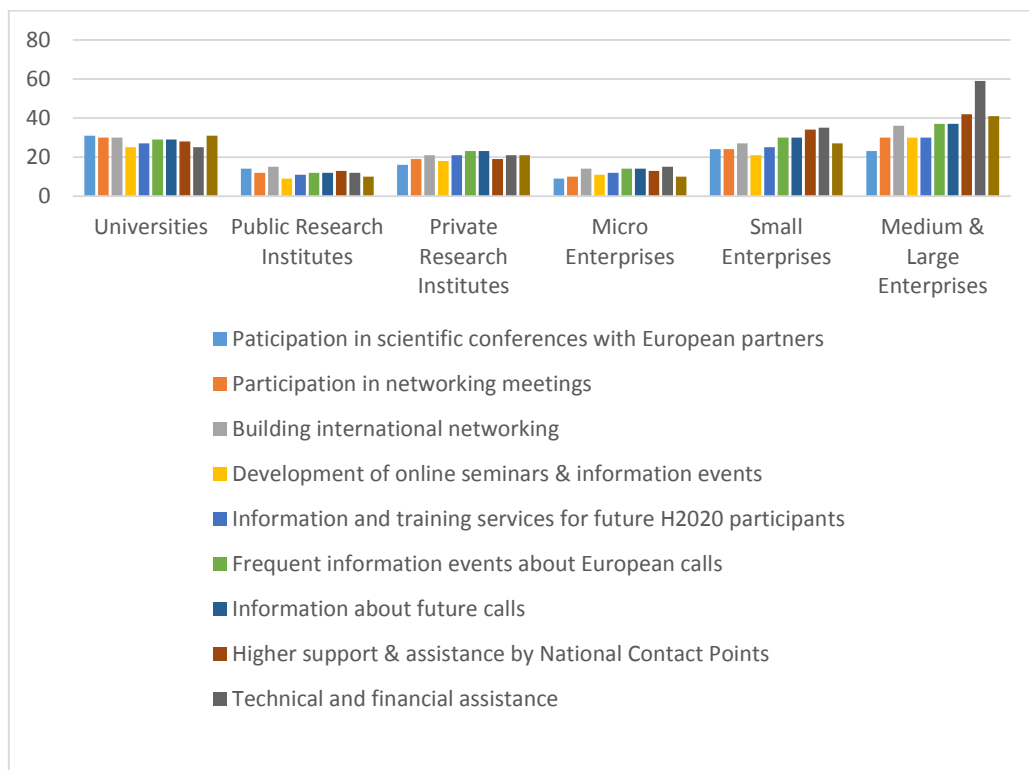 80
60
40
20
0
Universities
Public Research
Institutes
Private
Research
Institutes
Micro
Enterprises
Small
Enterprises
Medium &
Large
Enterprises
Paticipation in scientific conferences with European partners
Participation in networking meetings
Building international networking
Development of online seminars & information events
Information and training services for future H2020 participants
Frequent information events about European calls
Information about future calls
Higher support & assistance by National Contact Points
Technical and financial assistance